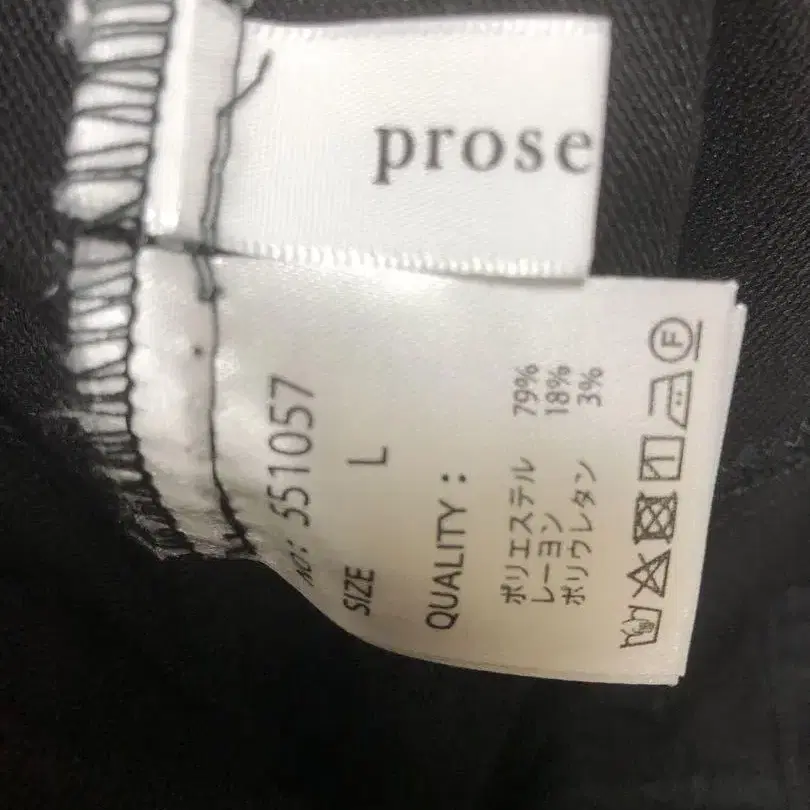 prose
NO: 551057
SIZE L
QUALITY :
ポリエステル 79%
レーヨン 18%
ポリウレタン 3%
F